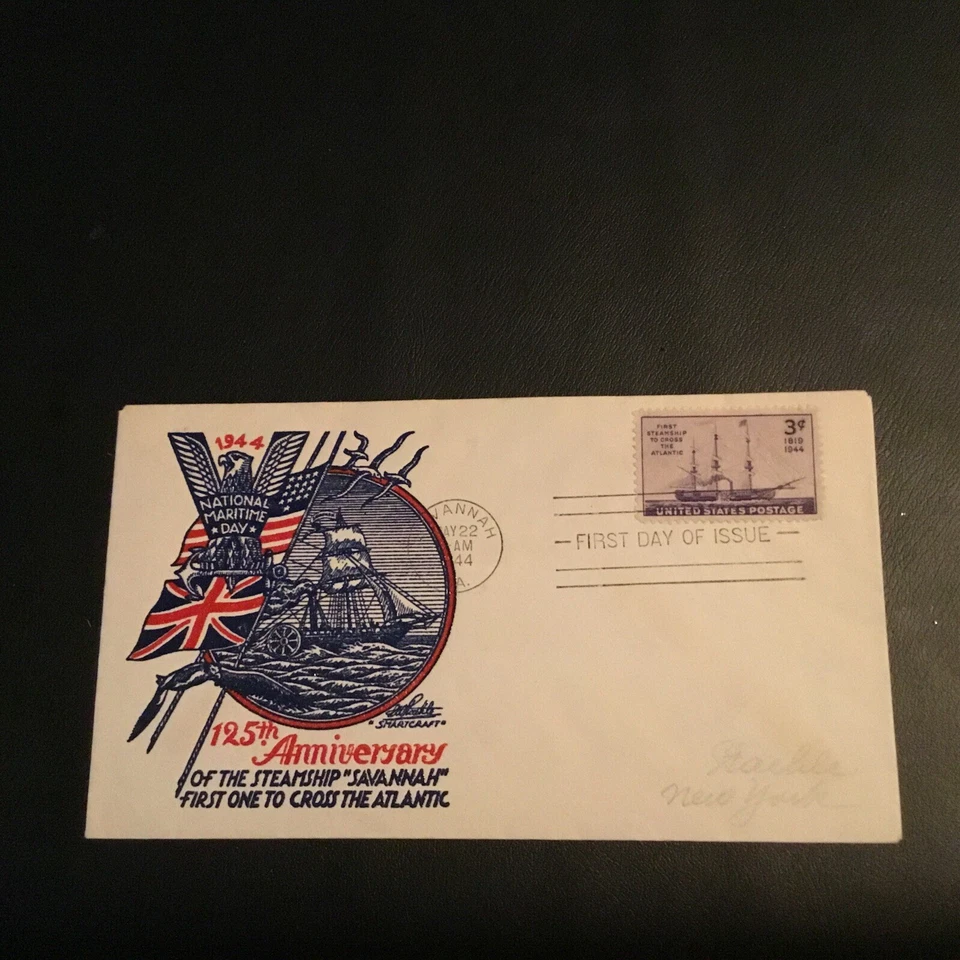 1944
NATIONAL
MARITIME
DAY
125th Anniversary
OF THE STEAMSHIP "SAVANNAH"
FIRST ONE TO CROSS THE ATLANTIC
"SMARTCRAFT"
VANNAH
AY 22
AM
44
A.
FIRST
STEAMSHIP
TO CROSS
THE
ATLANTIC
3¢
1819
1944
UNITED STATES POSTAGE
FIRST DAY OF ISSUE
New York